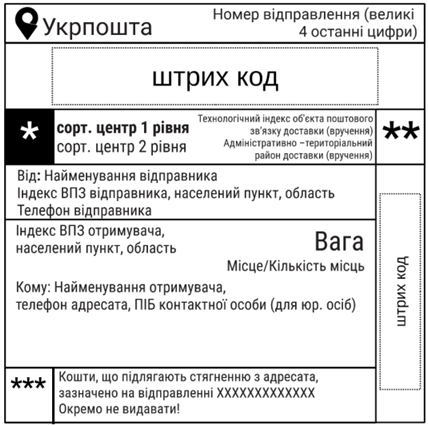 Укрпошта
Номер відправлення (великі
4 останні цифри)
штрих код
*
сорт. центр 1 рівня
сорт. центр 2 рівня
Технологічний індекс об'єкта поштового
зв'язку доставки (вручення)
Адміністративно –територіальний
район доставки (вручення)
**
Від: Найменування відправника
Індекс ВПЗ відправника, населений пункт, область
Телефон відправника
Індекс ВПЗ отримувача,
населений пункт, область
Вага
Місце/Кількість місць
Кому: Найменування отримувача,
телефон адресата, ПІБ контактної особи (для юр. осіб)
штрих код
***
Кошти, що підлягають стягненню з адресата,
зазначено на відправленні XXXXXXXXXXXXX
Окремо не видавати!